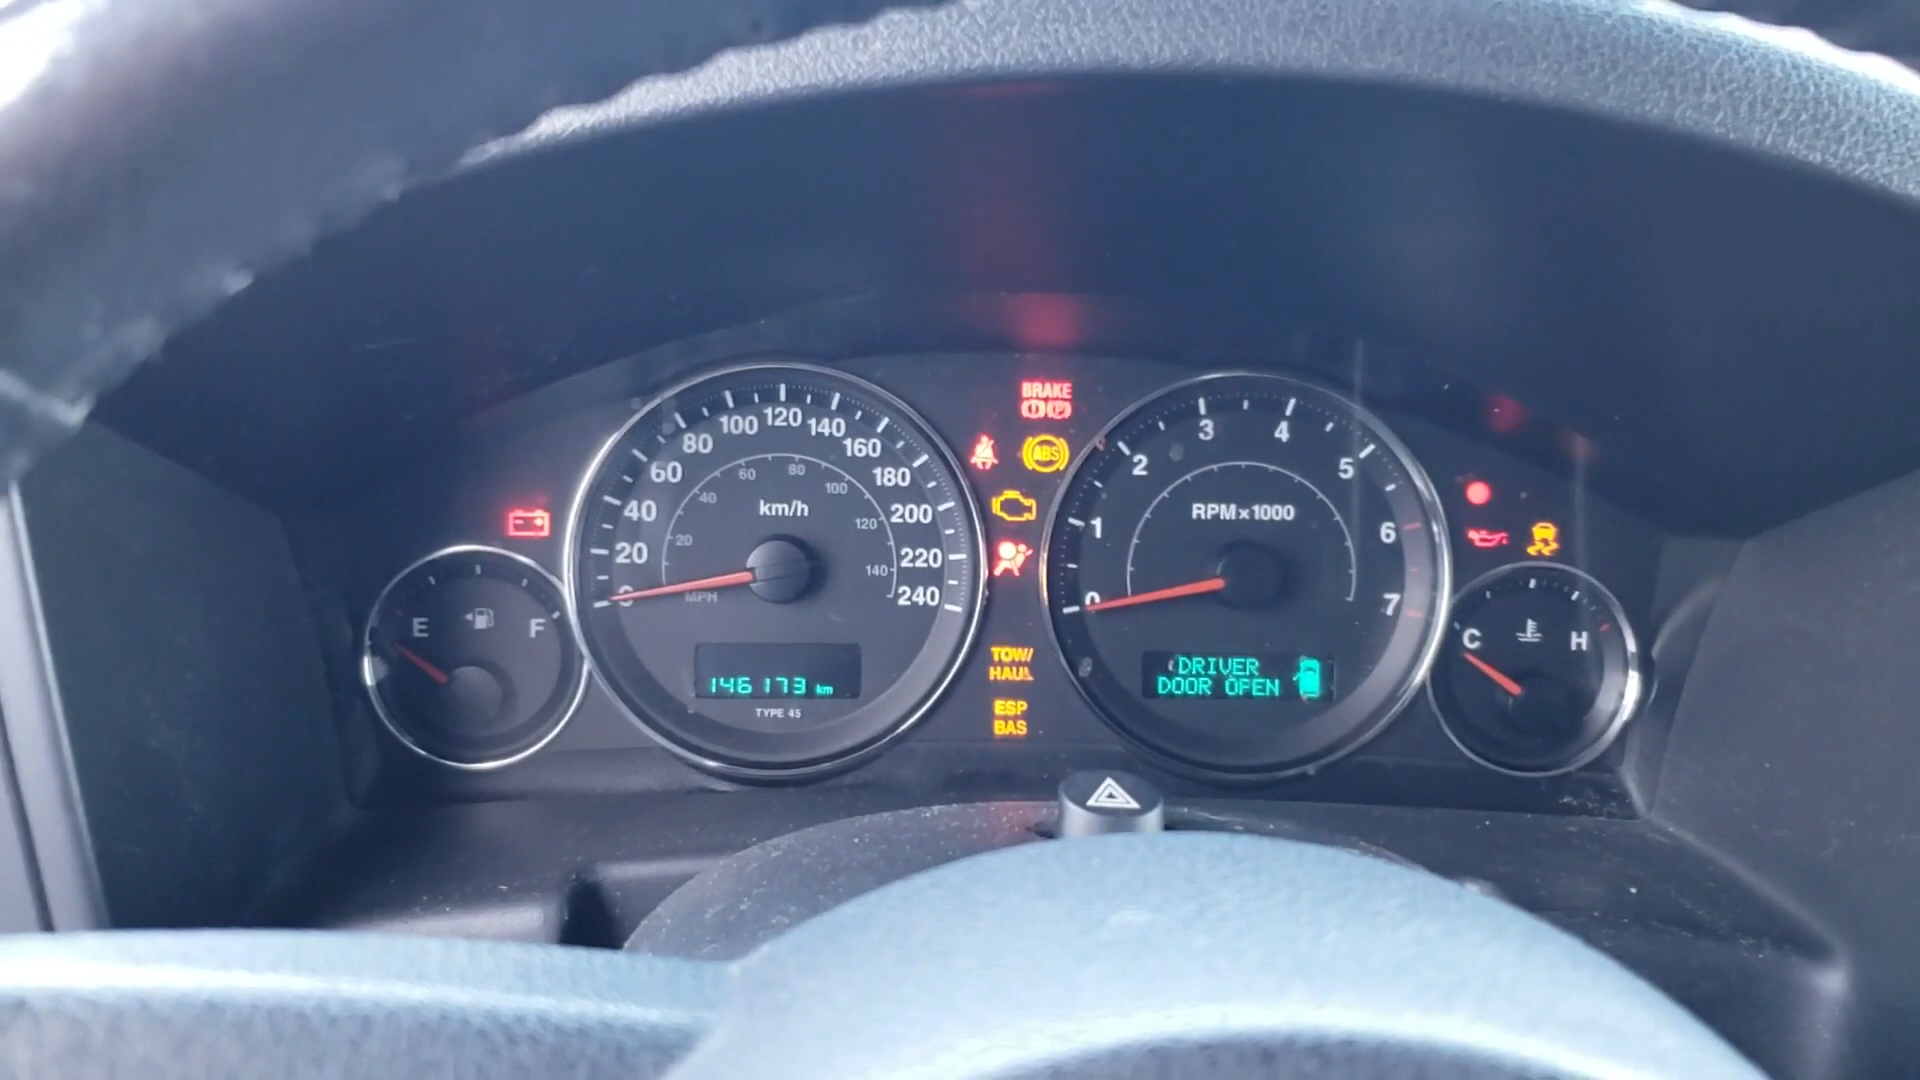 BRAKE
P
ABS
0 20 40 60 80 100 120 140 160 180 200 220 240
20 40 60 80 100 120 140
km/h
MPH
146173 km
TYPE 45
E F
TOW/
HAUL
ESP
BAS
0 1 2 3 4 5 6 7
RPM x 1000
DRIVER
DOOR OPEN
C H